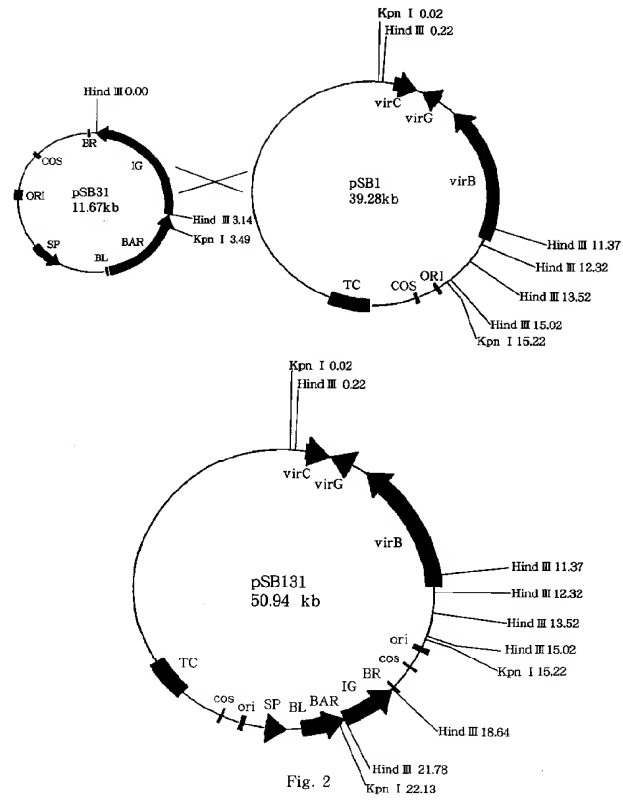 Kpn Ⅰ 0.02
Hind Ⅲ 0.22
Hind Ⅲ 0.00
virC
virG
BR
COS
IG
virB
pSB31
11.67kb
pSB1
39.28kb
ORI
Hind Ⅲ 3.14
Kpn Ⅰ 3.49
SP
BL
BAR
Hind Ⅲ 11.37
Hind Ⅲ 12.32
Hind Ⅲ 13.52
TC
COS
ORI
Hind Ⅲ 15.02
Kpn Ⅰ 15.22
Kpn Ⅰ 0.02
Hind Ⅲ 0.22
virC
virG
virB
pSB131
50.94 kb
Hind Ⅲ 11.37
Hind Ⅲ 12.32
Hind Ⅲ 13.52
ori
Hind Ⅲ 15.02
cos
Kpn Ⅰ 15.22
TC
BR
IG
BAR
BL
SP
ori
cos
Hind Ⅲ 18.64
Hind Ⅲ 21.78
Kpn Ⅰ 22.13
Fig. 2